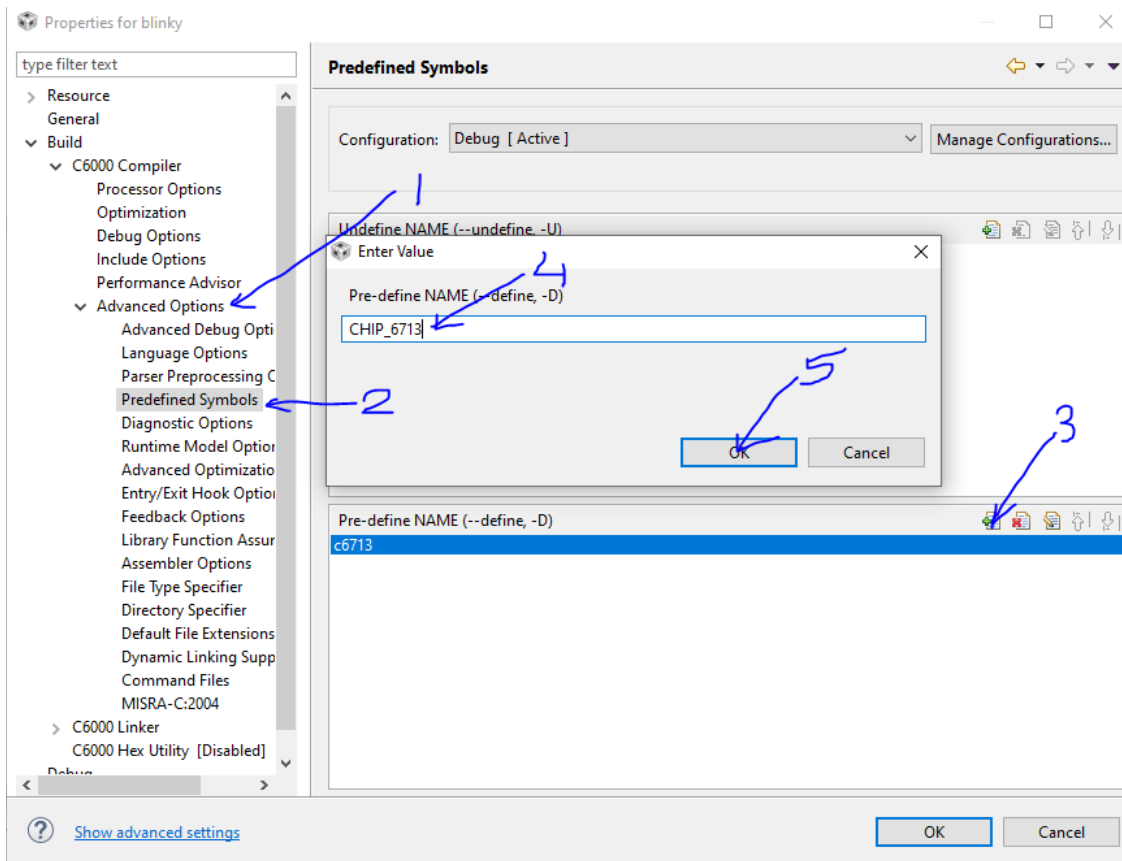 Properties for blinky
type filter text
Resource
General
Build
C6000 Compiler
Processor Options
Optimization
Debug Options
Include Options
Performance Advisor
Advanced Options
Advanced Debug Opti
Language Options
Parser Preprocessing C
Predefined Symbols
Diagnostic Options
Runtime Model Option
Advanced Optimizatio
Entry/Exit Hook Option
Feedback Options
Library Function Assur
Assembler Options
File Type Specifier
Directory Specifier
Default File Extensions
Dynamic Linking Supp
Command Files
MISRA-C:2004
C6000 Linker
C6000 Hex Utility [Disabled]
Debug
Predefined Symbols
Configuration: Debug [ Active ] Manage Configurations...
1
Undefine NAME (--undefine, -U)
Enter Value
4
Pre-define NAME (--define, -D)
CHIP_6713
5
2
OK Cancel
3
Pre-define NAME (--define, -D)
c6713
Show advanced settings
OK Cancel